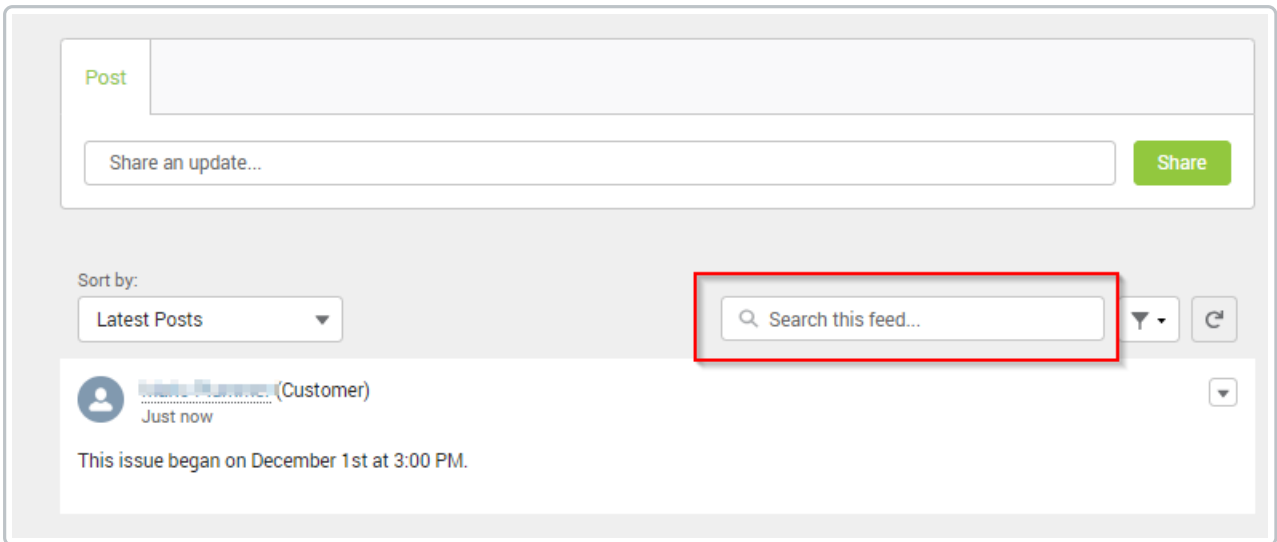 Post
Share an update...
Share
Sort by:
Latest Posts
Search this feed...
(Customer)
Just now
This issue began on December 1st at 3:00 PM.